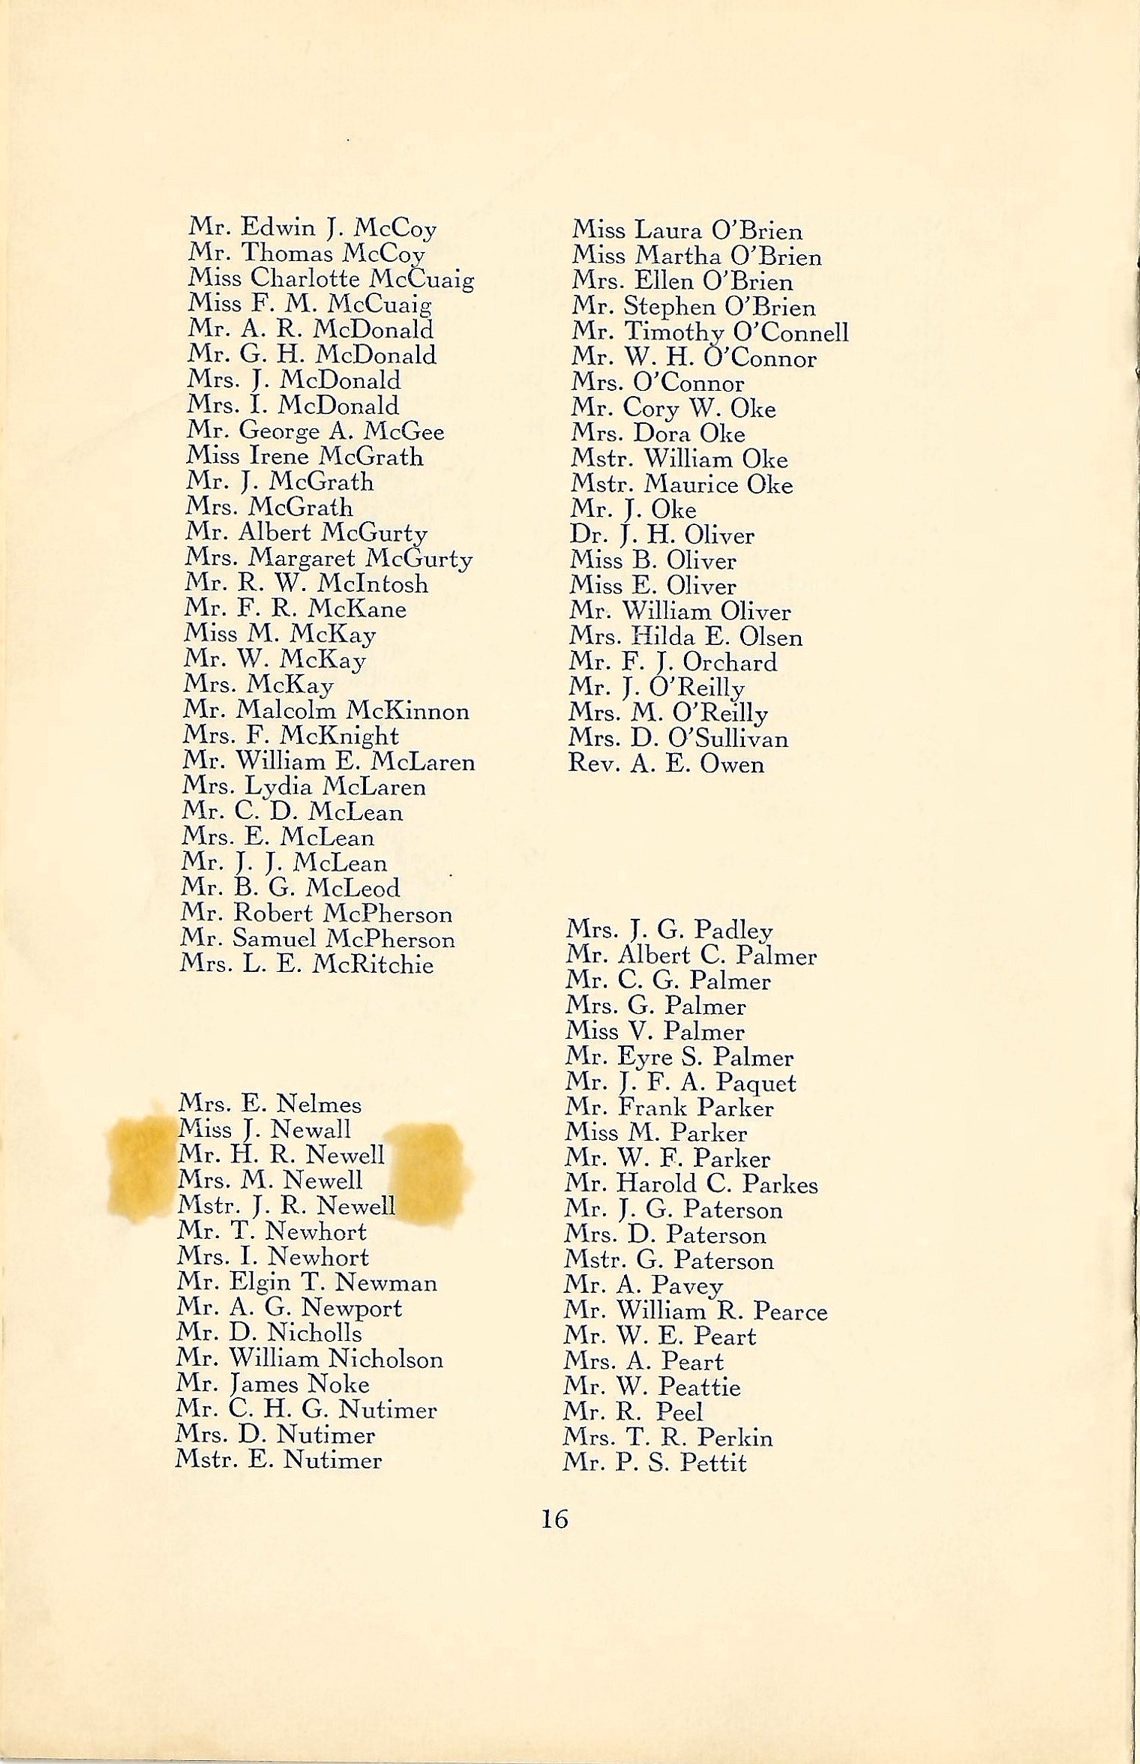 Mr. Edwin J. McCoy
Mr. Thomas McCoy
Miss Charlotte McCuaig
Miss F. M. McCuaig
Mr. A. R. McDonald
Mr. G. H. McDonald
Mrs. J. McDonald
Mrs. I. McDonald
Mr. George A. McGee
Miss Irene McGrath
Mr. J. McGrath
Mrs. McGrath
Mr. Albert McGurty
Mrs. Margaret McGurty
Mr. R. W. McIntosh
Mr. F. R. McKane
Miss M. McKay
Mr. W. McKay
Mrs. McKay
Mr. Malcolm McKinnon
Mrs. F. McKnight
Mr. William E. McLaren
Mrs. Lydia McLaren
Mr. C. D. McLean
Mrs. E. McLean
Mr. J. J. McLean
Mr. B. G. McLeod
Mr. Robert McPherson
Mr. Samuel McPherson
Mrs. L. E. McRitchie
Mrs. E. Nelmes
Miss J. Newall
Mr. H. R. Newell
Mrs. M. Newell
Mstr. J. R. Newell
Mr. T. Newhort
Mrs. I. Newhort
Mr. Elgin T. Newman
Mr. A. G. Newport
Mr. D. Nicholls
Mr. William Nicholson
Mr. James Noke
Mr. C. H. G. Nutimer
Mrs. D. Nutimer
Mstr. E. Nutimer
Miss Laura O'Brien
Miss Martha O'Brien
Mrs. Ellen O'Brien
Mr. Stephen O'Brien
Mr. Timothy O'Connell
Mr. W. H. O'Connor
Mrs. O'Connor
Mr. Cory W. Oke
Mrs. Dora Oke
Mstr. William Oke
Mstr. Maurice Oke
Mr. J. Oke
Dr. J. H. Oliver
Miss B. Oliver
Miss E. Oliver
Mr. William Oliver
Mrs. Hilda E. Olsen
Mr. F. J. Orchard
Mr. J. O'Reilly
Mrs. M. O'Reilly
Mrs. D. O'Sullivan
Rev. A. E. Owen
Mrs. J. G. Padley
Mr. Albert C. Palmer
Mr. C. G. Palmer
Mrs. G. Palmer
Miss V. Palmer
Mr. Eyre S. Palmer
Mr. J. F. A. Paquet
Mr. Frank Parker
Miss M. Parker
Mr. W. F. Parker
Mr. Harold C. Parkes
Mr. J. G. Paterson
Mrs. D. Paterson
Mstr. G. Paterson
Mr. A. Pavey
Mr. William R. Pearce
Mr. W. E. Peart
Mrs. A. Peart
Mr. W. Peattie
Mr. R. Peel
Mrs. T. R. Perkin
Mr. P. S. Pettit
16